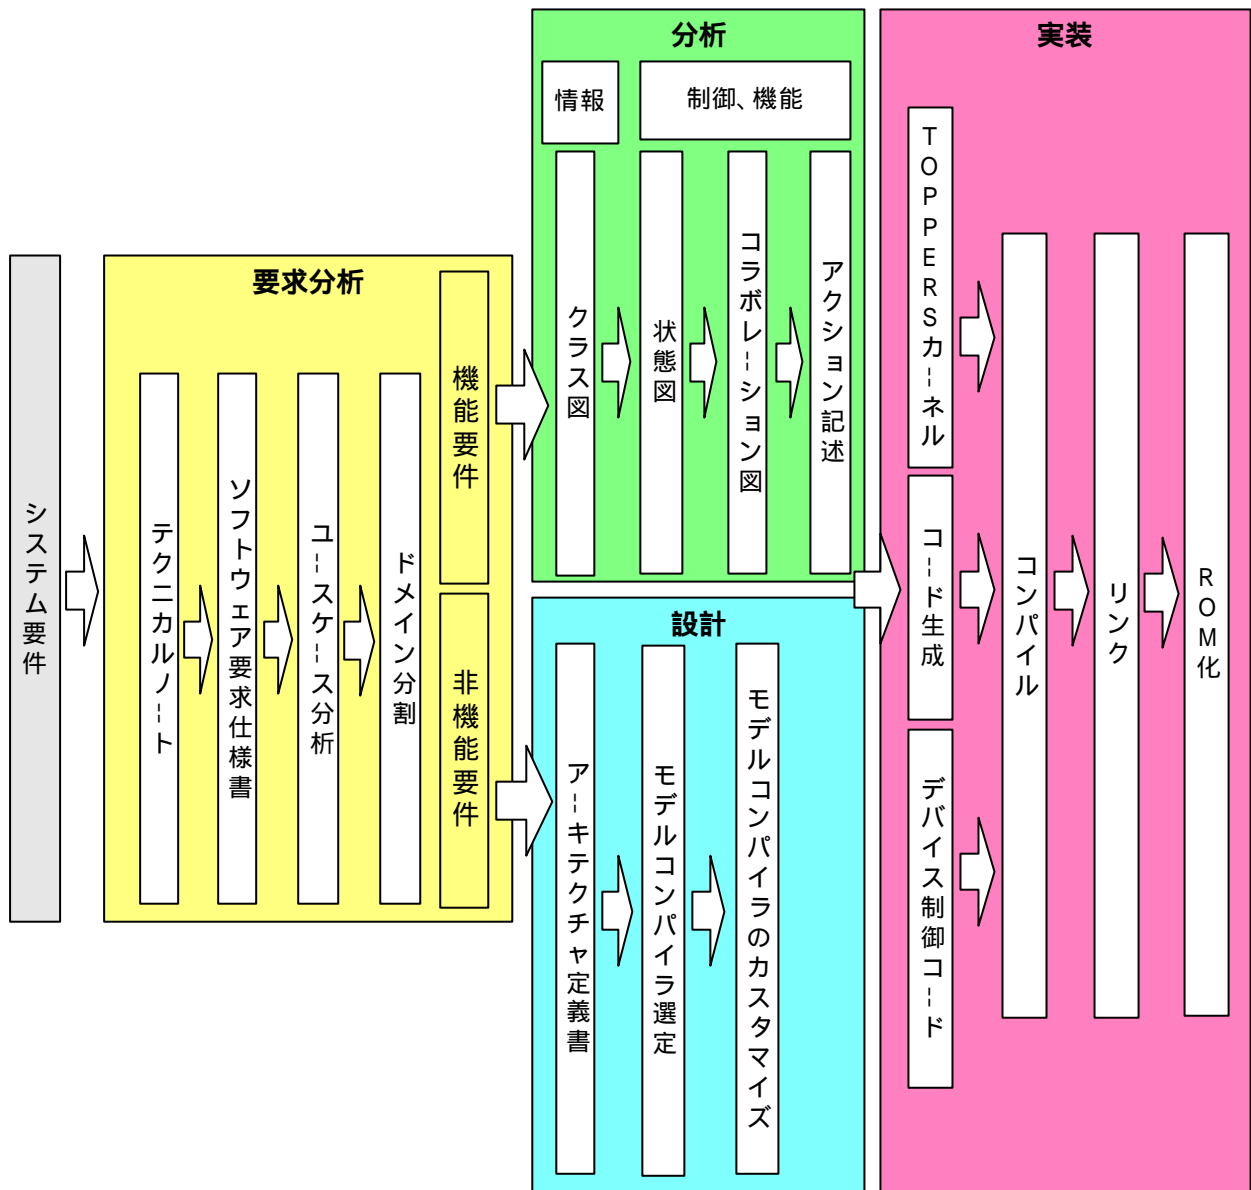 システム要件
要求分析
テクニカルノート
ソフトウェア要求仕様書
ユースケース分析
ドメイン分割
機能要件
非機能要件
分析
情報
制御、機能
クラス図
状態図
コラボレーション図
アクション記述
設計
アーキテクチャ定義書
モデルコンパイラ選定
モデルコンパイラのカスタマイズ
実装
TOPPERSカーネル
コード生成
デバイス制御コード
コンパイル
リンク
ROM化